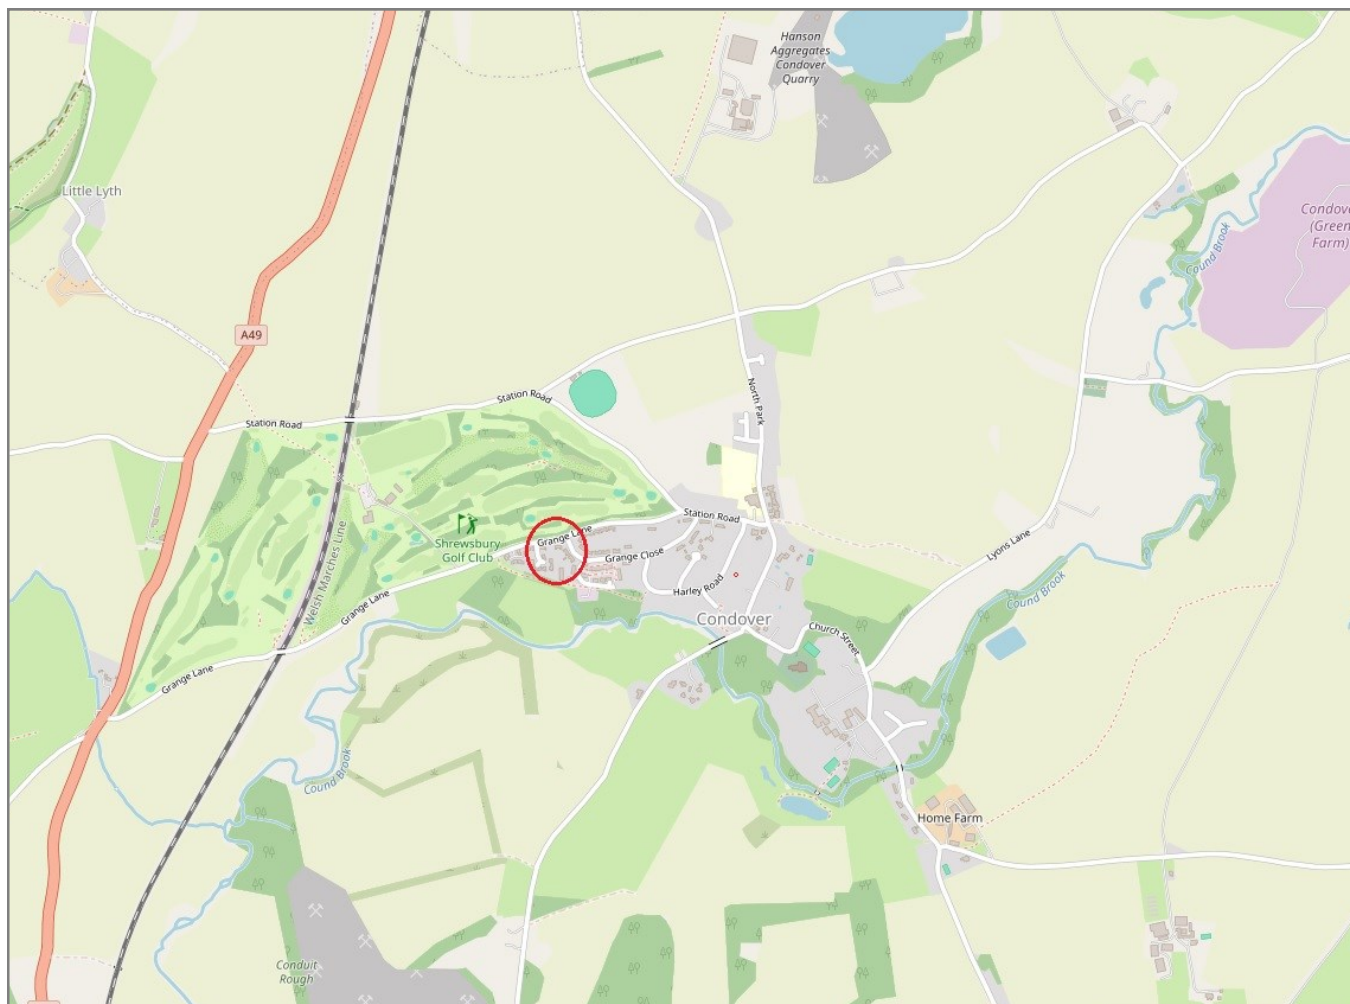 Hanson
Aggregates
Condover
Quarry
Little Lyth
Condove
(Green
Farm)
Cound Brook
A49
North Park
Station Road
Station Road
Station Road
Grange Lane
Shrewsbury
Golf Club
Grange Close
Lyons Lane
Welsh Marches Line
Harley Road
Cound Brook
Grange Lane
Condover
Church Street
Grange Lane
Cound Brook
Home Farm
Conduit
Rough